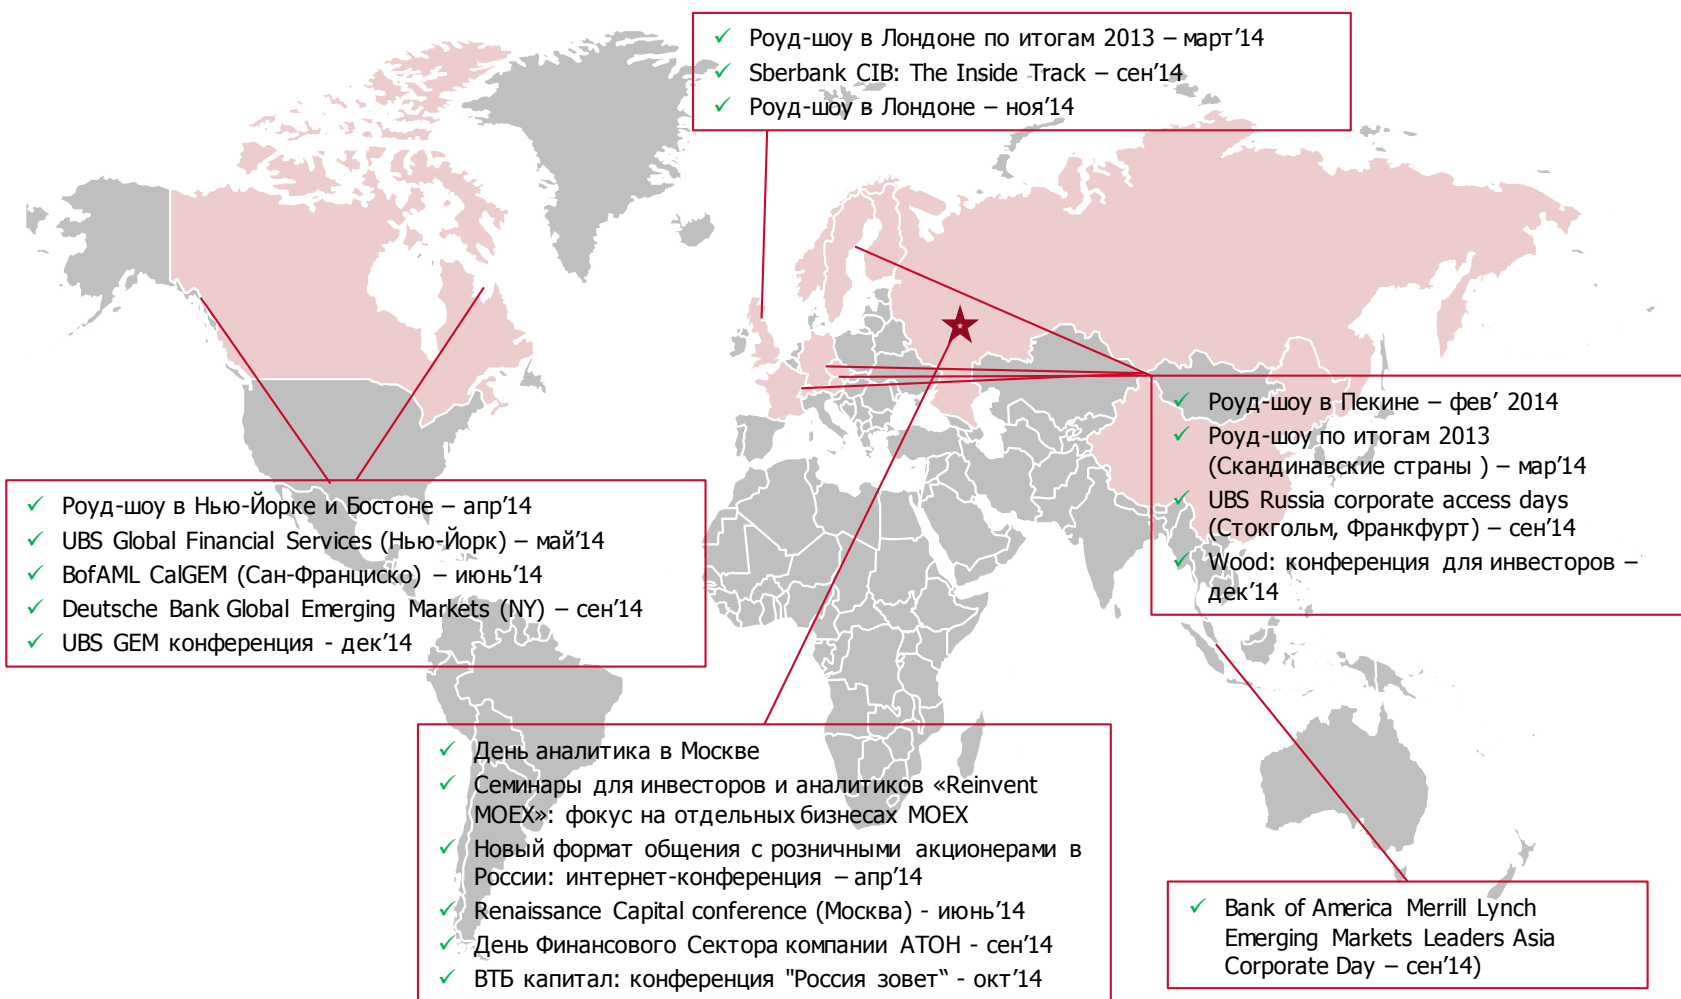 Роуд-шоу в Лондоне по итогам 2013 – март’14
Sberbank CIB: The Inside Track – сен’14
Роуд-шоу в Лондоне – ноя’14
Роуд-шоу в Пекине – фев’ 2014
Роуд-шоу по итогам 2013
(Скандинавские страны ) – мар’14
UBS Russia corporate access days
(Стокгольм, Франкфурт) – сен’14
Wood: конференция для инвесторов –
дек’14
Роуд-шоу в Нью-Йорке и Бостоне – апр’14
UBS Global Financial Services (Нью-Йорк) – май’14
BofAML CalGEM (Сан-Франциско) – июнь’14
Deutsche Bank Global Emerging Markets (NY) – сен’14
UBS GEM конференция - дек’14
День аналитика в Москве
Семинары для инвесторов и аналитиков «Reinvent
MOEX»: фокус на отдельных бизнесах MOEX
Новый формат общения с розничными акционерами в
России: интернет-конференция – апр’14
Renaissance Capital conference (Москва) - июнь’14
День Финансового Сектора компании АТОН - сен’14
ВТБ капитал: конференция "Россия зовет“ - окт’14
Bank of America Merrill Lynch
Emerging Markets Leaders Asia
Corporate Day – сен’14)